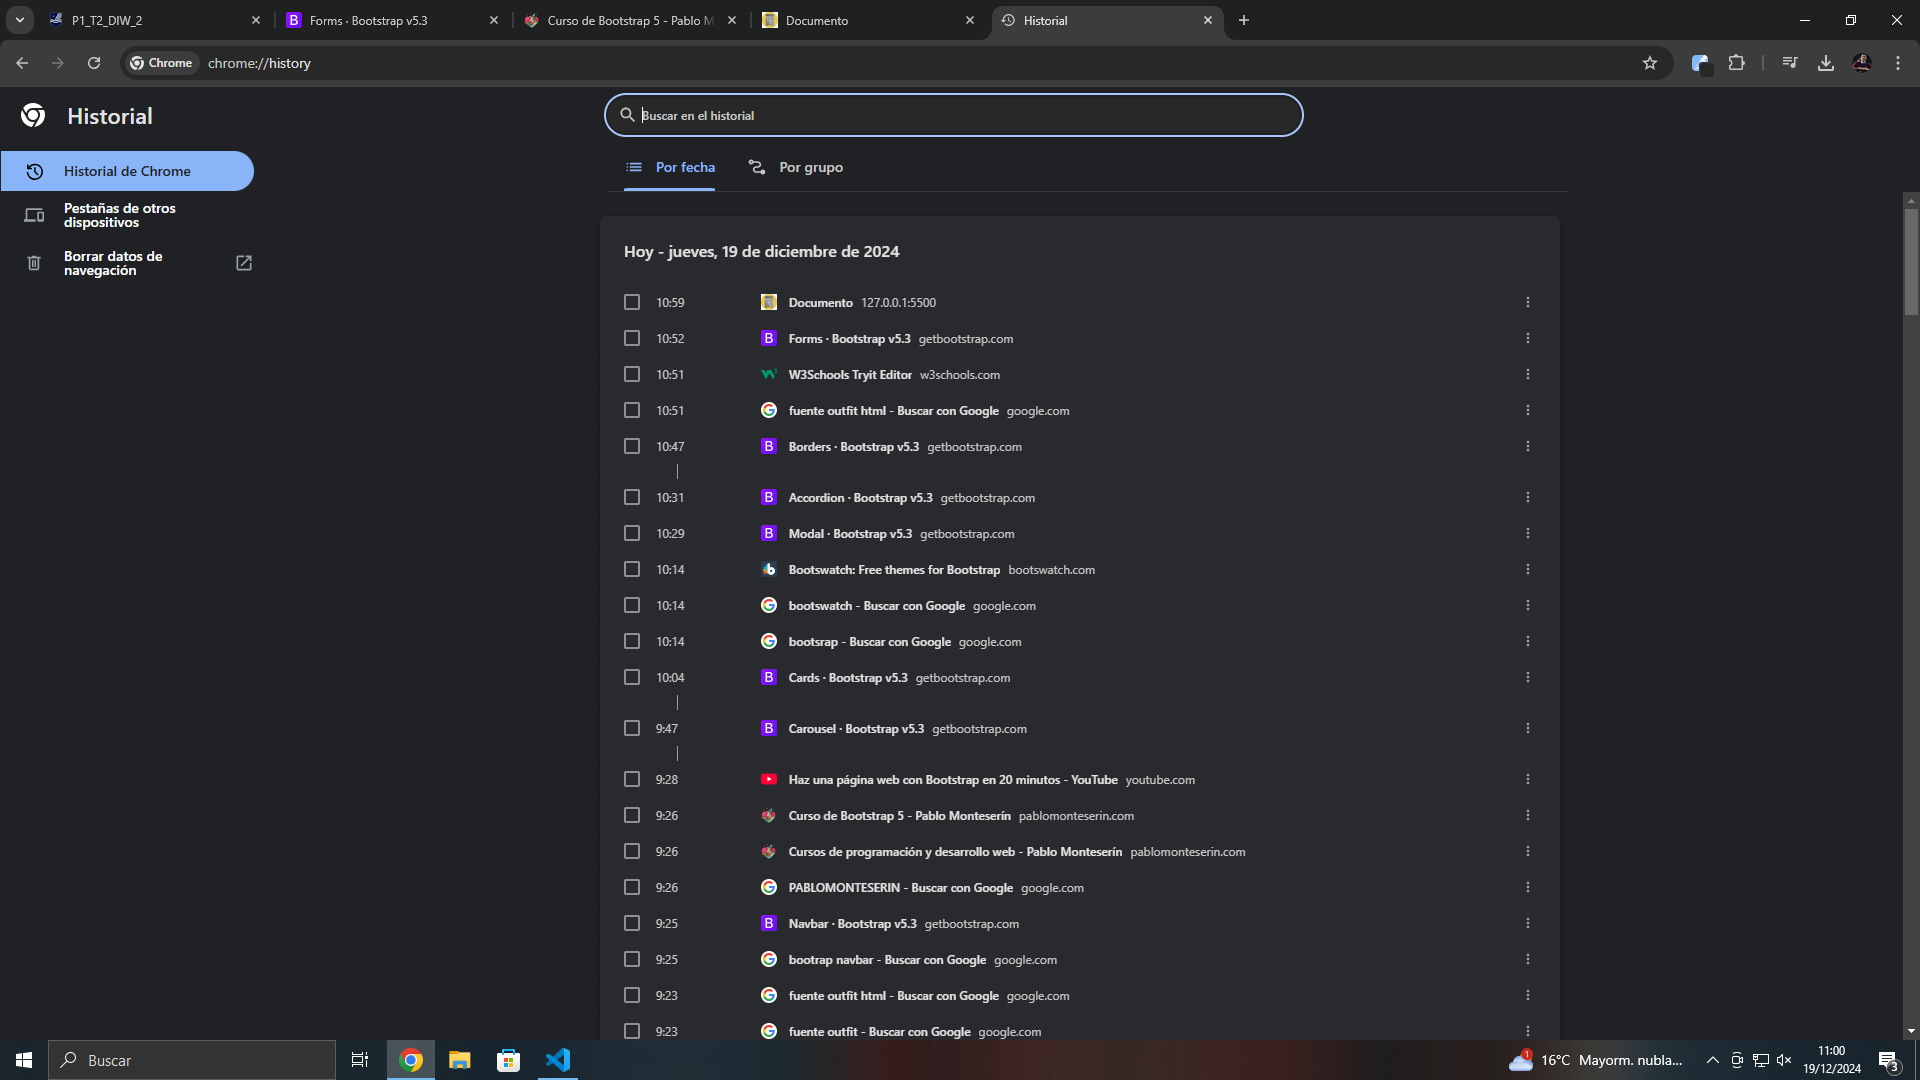 P1_T2_DIW_2
Forms · Bootstrap v5.3
Curso de Bootstrap 5 - Pablo M
Documento
Historial
Chrome
chrome://history
Historial
Buscar en el historial
Historial de Chrome
Pestañas de otros
dispositivos
Borrar datos de
navegación
Por fecha
Por grupo
Hoy - jueves, 19 de diciembre de 2024
10:59 Documento 127.0.0.1:5500
10:52 Forms · Bootstrap v5.3 getbootstrap.com
10:51 W3Schools Tryit Editor w3schools.com
10:51 fuente outfit html - Buscar con Google google.com
10:47 Borders · Bootstrap v5.3 getbootstrap.com
10:31 Accordion · Bootstrap v5.3 getbootstrap.com
10:29 Modal · Bootstrap v5.3 getbootstrap.com
10:14 Bootswatch: Free themes for Bootstrap bootswatch.com
10:14 bootswatch - Buscar con Google google.com
10:14 bootsrap - Buscar con Google google.com
10:04 Cards · Bootstrap v5.3 getbootstrap.com
9:47 Carousel · Bootstrap v5.3 getbootstrap.com
9:28 Haz una página web con Bootstrap en 20 minutos - YouTube youtube.com
9:26 Curso de Bootstrap 5 - Pablo Monteserín pablomonteserin.com
9:26 Cursos de programación y desarrollo web - Pablo Monteserín pablomonteserin.com
9:26 PABLOMONTESERIN - Buscar con Google google.com
9:25 Navbar · Bootstrap v5.3 getbootstrap.com
9:25 bootrap navbar - Buscar con Google google.com
9:23 fuente outfit html - Buscar con Google google.com
9:23 fuente outfit - Buscar con Google google.com
Buscar
1
16°C Mayorm. nubla...
11:00
19/12/2024
3